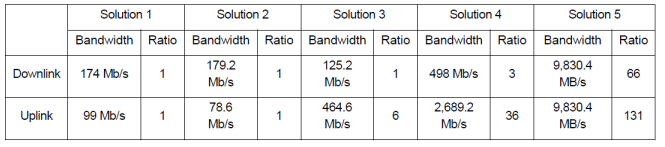 Solution 1 Solution 2 Solution 3 Solution 4 Solution 5
Bandwidth Ratio Bandwidth Ratio Bandwidth Ratio Bandwidth Ratio Bandwidth Ratio
Downlink 174 Mb/s 1 179.2 Mb/s 1 125.2 Mb/s 1 498 Mb/s 3 9,830.4 MB/s 66
Uplink 99 Mb/s 1 78.6 Mb/s 1 464.6 Mb/s 6 2,689.2 Mb/s 36 9,830.4 MB/s 131